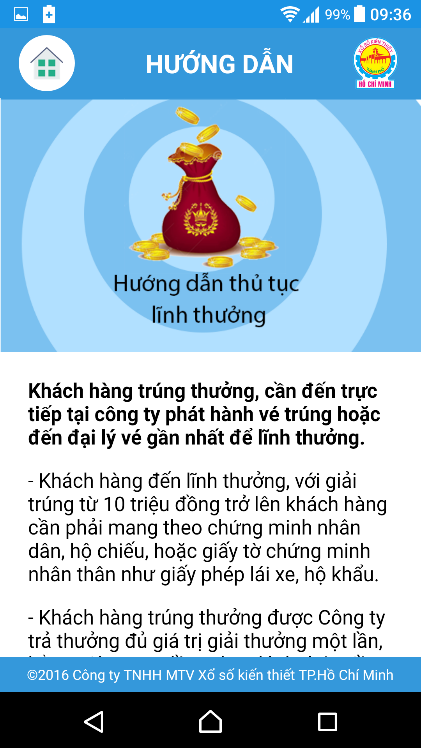 99% 09:36
HƯỚNG DẪN
HỒ CHÍ MINH
Hướng dẫn thủ tục
lĩnh thưởng
Khách hàng trúng thưởng, cần đến trực
tiếp tại công ty phát hành vé trúng hoặc
đến đại lý vé gần nhất để lĩnh thưởng.
- Khách hàng đến lĩnh thưởng, với giải
trúng từ 10 triệu đồng trở lên khách hàng
cần phải mang theo chứng minh nhân
dân, hộ chiếu, hoặc giấy tờ chứng minh
nhân thân như giấy phép lái xe, hộ khẩu.
- Khách hàng trúng thưởng được Công ty
trả thưởng đủ giá trị giải thưởng một lần,
©2016 Công ty TNHH MTV Xổ số kiến thiết TP.Hồ Chí Minh